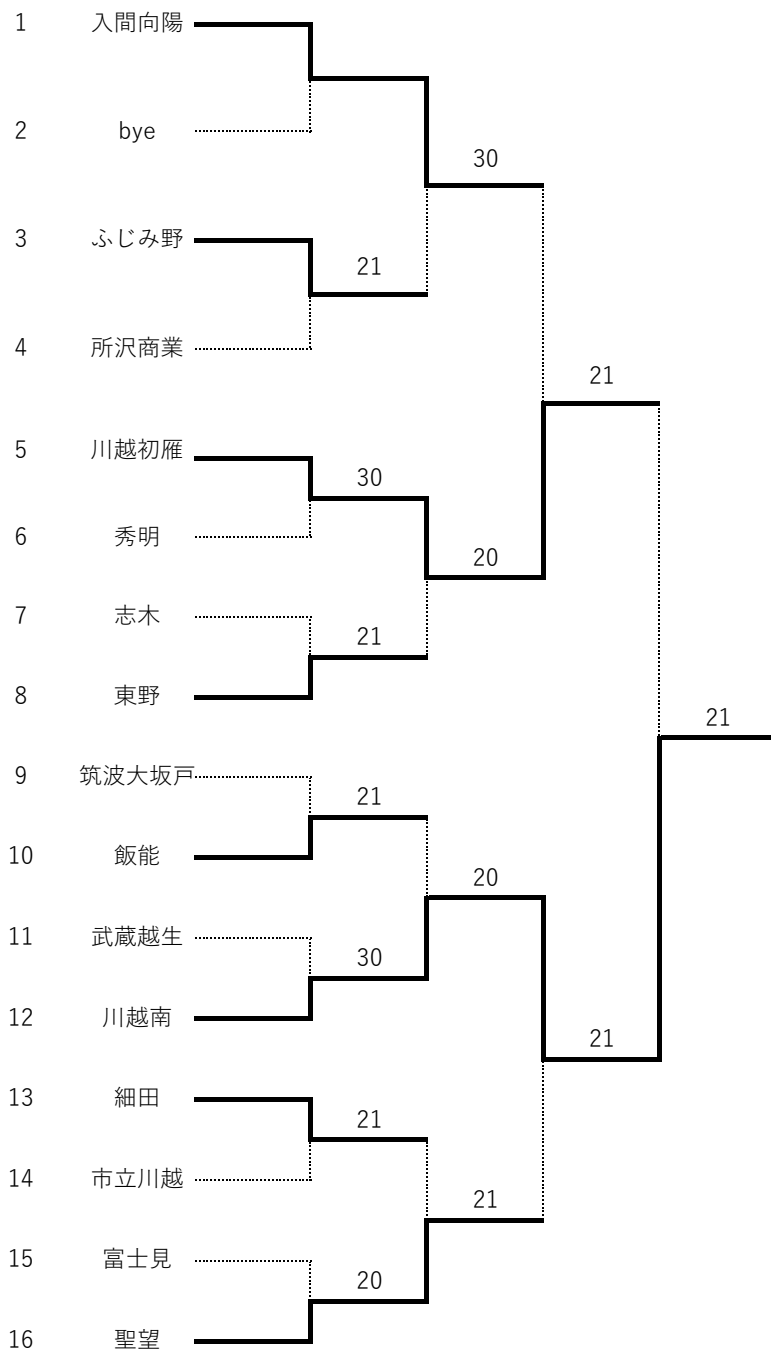 1 入間向陽
2 bye
30
3 ふじみ野
21
4 所沢商業
21
5 川越初雁
30
6 秀明
20
7 志木
21
8 東野
21
9 筑波大坂戸
21
10 飯能
20
11 武蔵越生
30
12 川越南
21
13 細田
21
14 市立川越
21
15 富士見
20
16 聖望